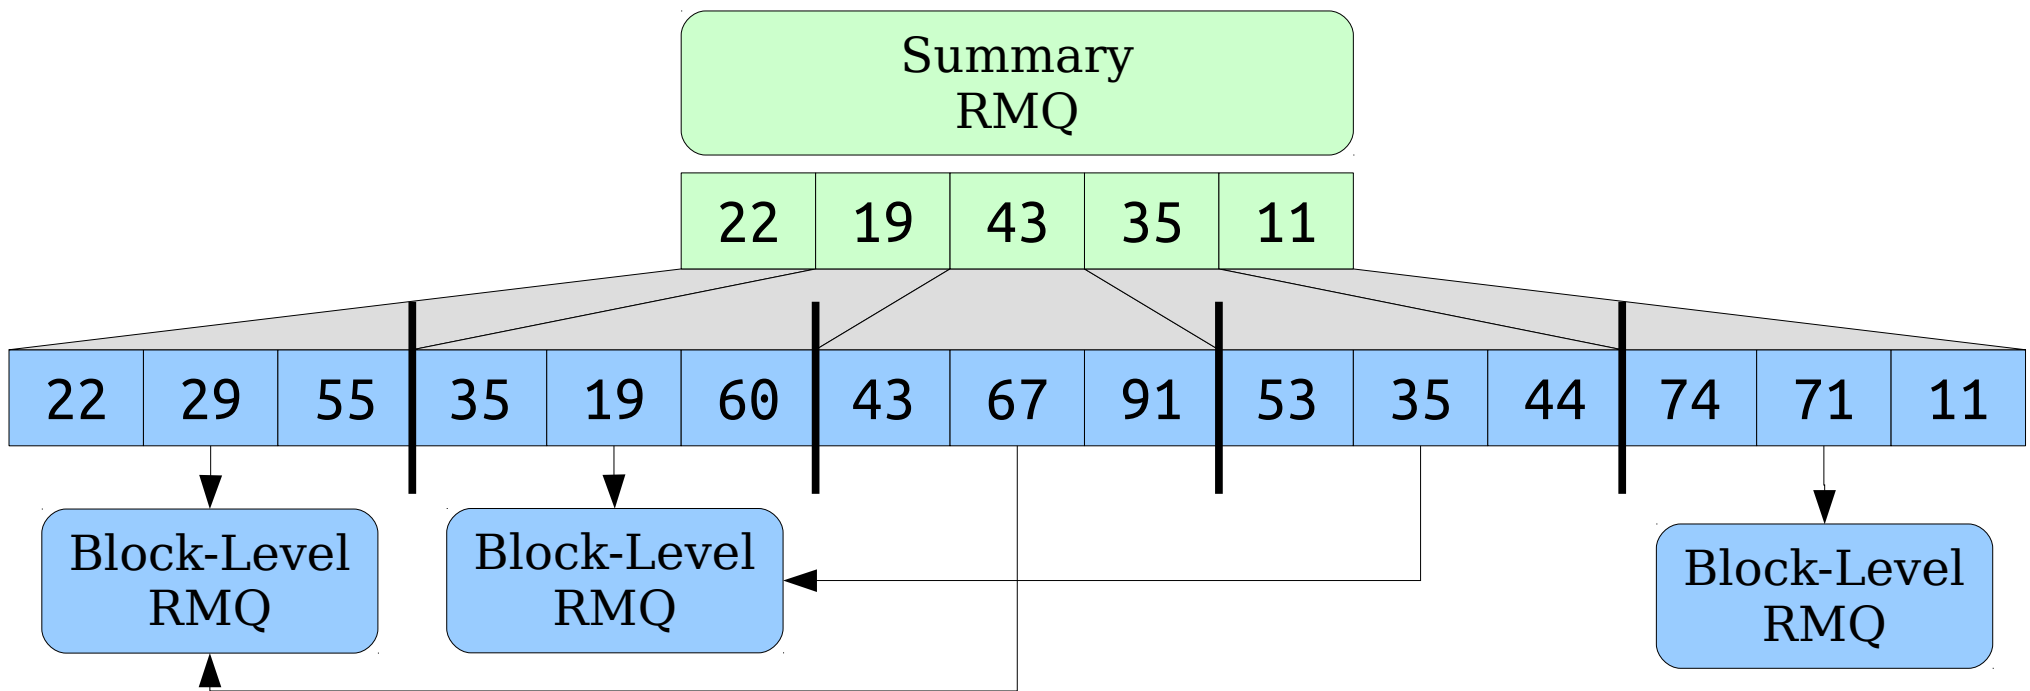 Summary
RMQ
22 19 43 35 11
22 29 55 35 19 60 43 67 91 53 35 44 74 71 11
Block-Level
RMQ
Block-Level
RMQ
Block-Level
RMQ